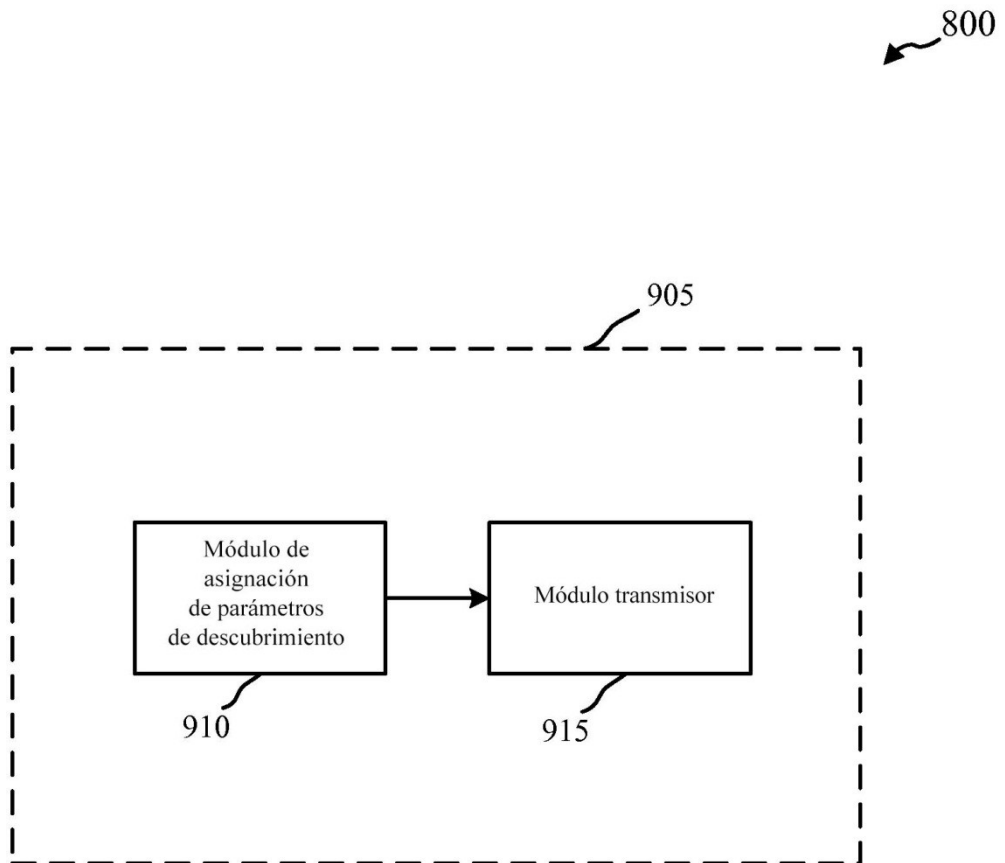 800
905
Módulo de
asignación
de parámetros
de descubrimiento
Módulo transmisor
910
915